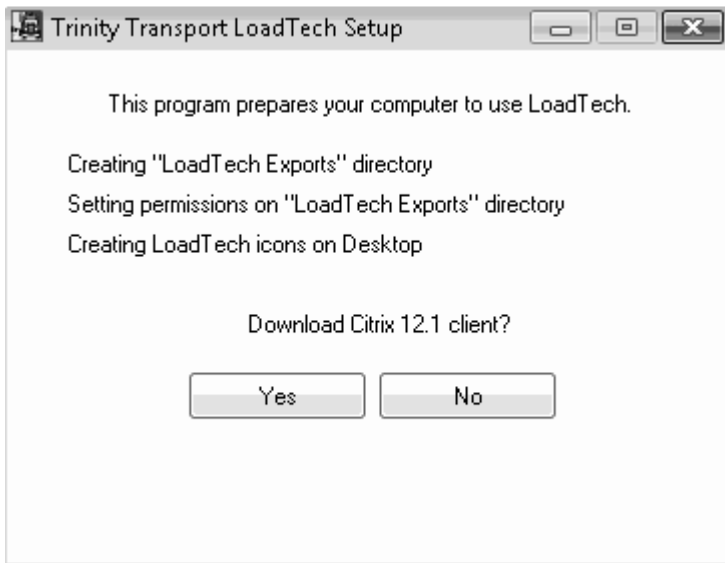 Trinity Transport LoadTech Setup
This program prepares your computer to use LoadTech.
Creating "LoadTech Exports" directory
Setting permissions on "LoadTech Exports" directory
Creating LoadTech icons on Desktop
Download Citrix 12.1 client?
Yes No